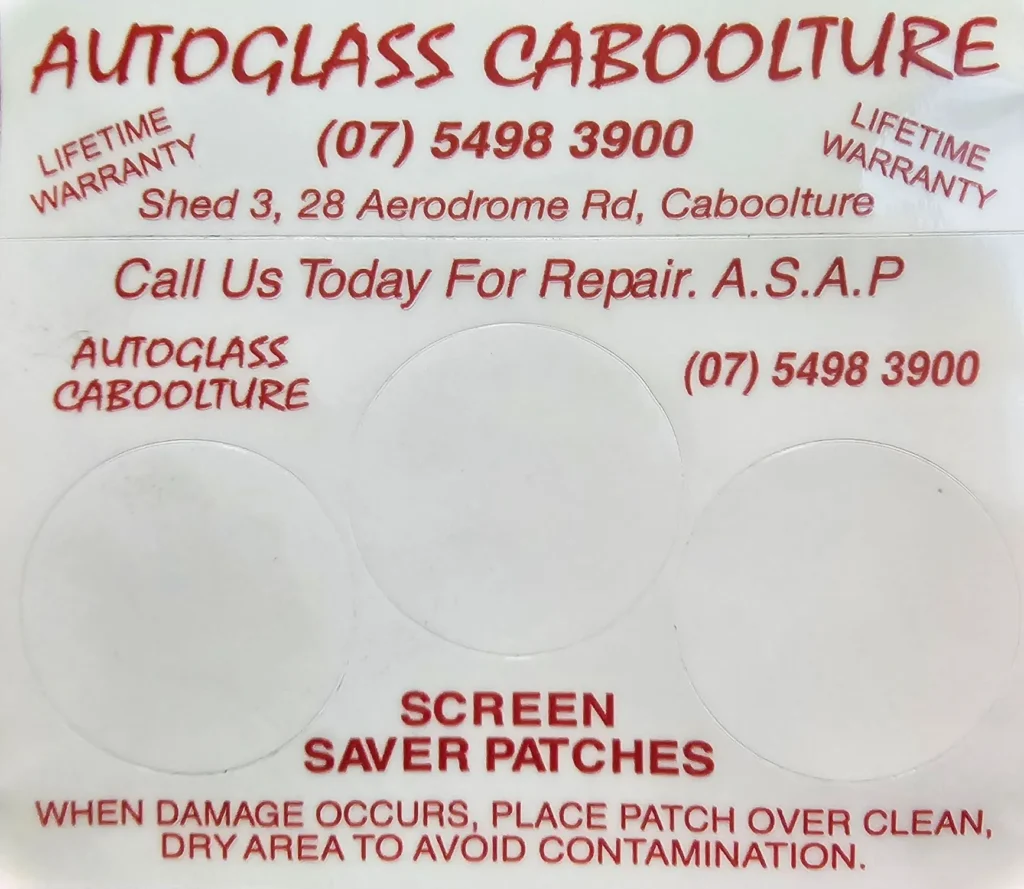 AUTOGLASS CABOOLTURE
LIFETIME
WARRANTY
(07) 5498 3900
LIFETIME
WARRANTY
Shed 3, 28 Aerodrome Rd, Caboolture
Call Us Today For Repair. A.S.A.P
AUTOGLASS
CABOOLTURE
(07) 5498 3900
SCREEN
SAVER PATCHES
WHEN DAMAGE OCCURS, PLACE PATCH OVER CLEAN,
DRY AREA TO AVOID CONTAMINATION.